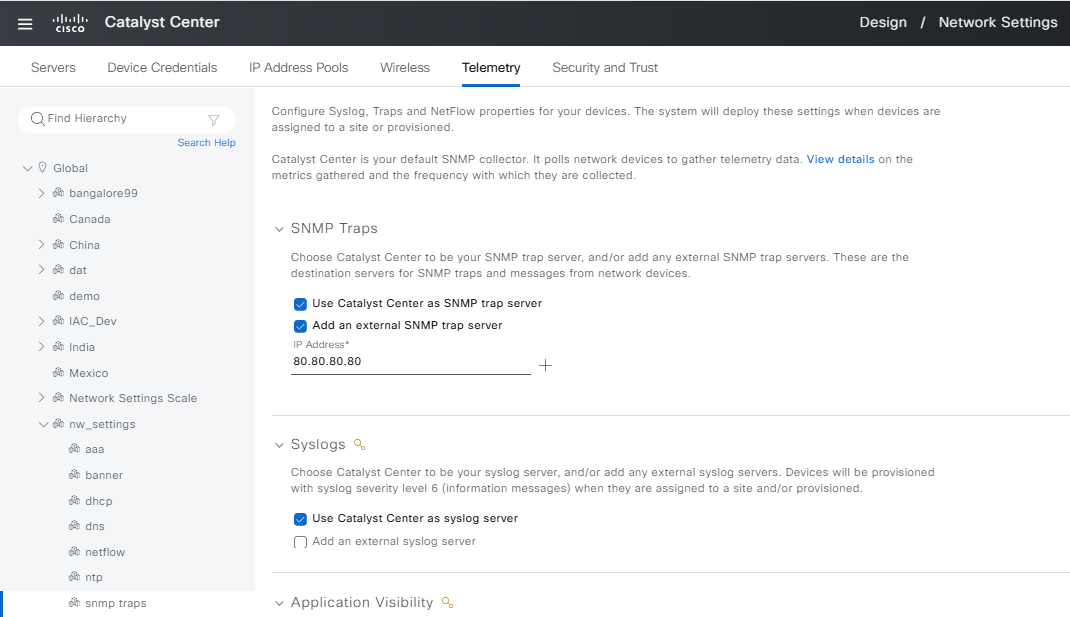 CISCO
Catalyst Center
Design / Network Settings
Servers
Device Credentials
IP Address Pools
Wireless
Telemetry
Security and Trust
Find Hierarchy
Search Help
Global
bangalore99
Canada
China
dat
demo
IAC_Dev
India
Mexico
Network Settings Scale
nw_settings
aaa
banner
dhcp
dns
netflow
ntp
snmp traps
Configure Syslog, Traps and NetFlow properties for your devices. The system will deploy these settings when devices are
assigned to a site or provisioned.
Catalyst Center is your default SNMP collector. It polls network devices to gather telemetry data. View details on the
metrics gathered and the frequency with which they are collected.
SNMP Traps
Choose Catalyst Center to be your SNMP trap server, and/or add any external SNMP trap servers. These are the
destination servers for SNMP traps and messages from network devices.
Use Catalyst Center as SNMP trap server
Add an external SNMP trap server
IP Address*
80.80.80.80
Syslogs
Choose Catalyst Center to be your syslog server, and/or add any external syslog servers. Devices will be provisioned
with syslog severity level 6 (information messages) when they are assigned to a site and/or provisioned.
Use Catalyst Center as syslog server
Add an external syslog server
Application Visibility